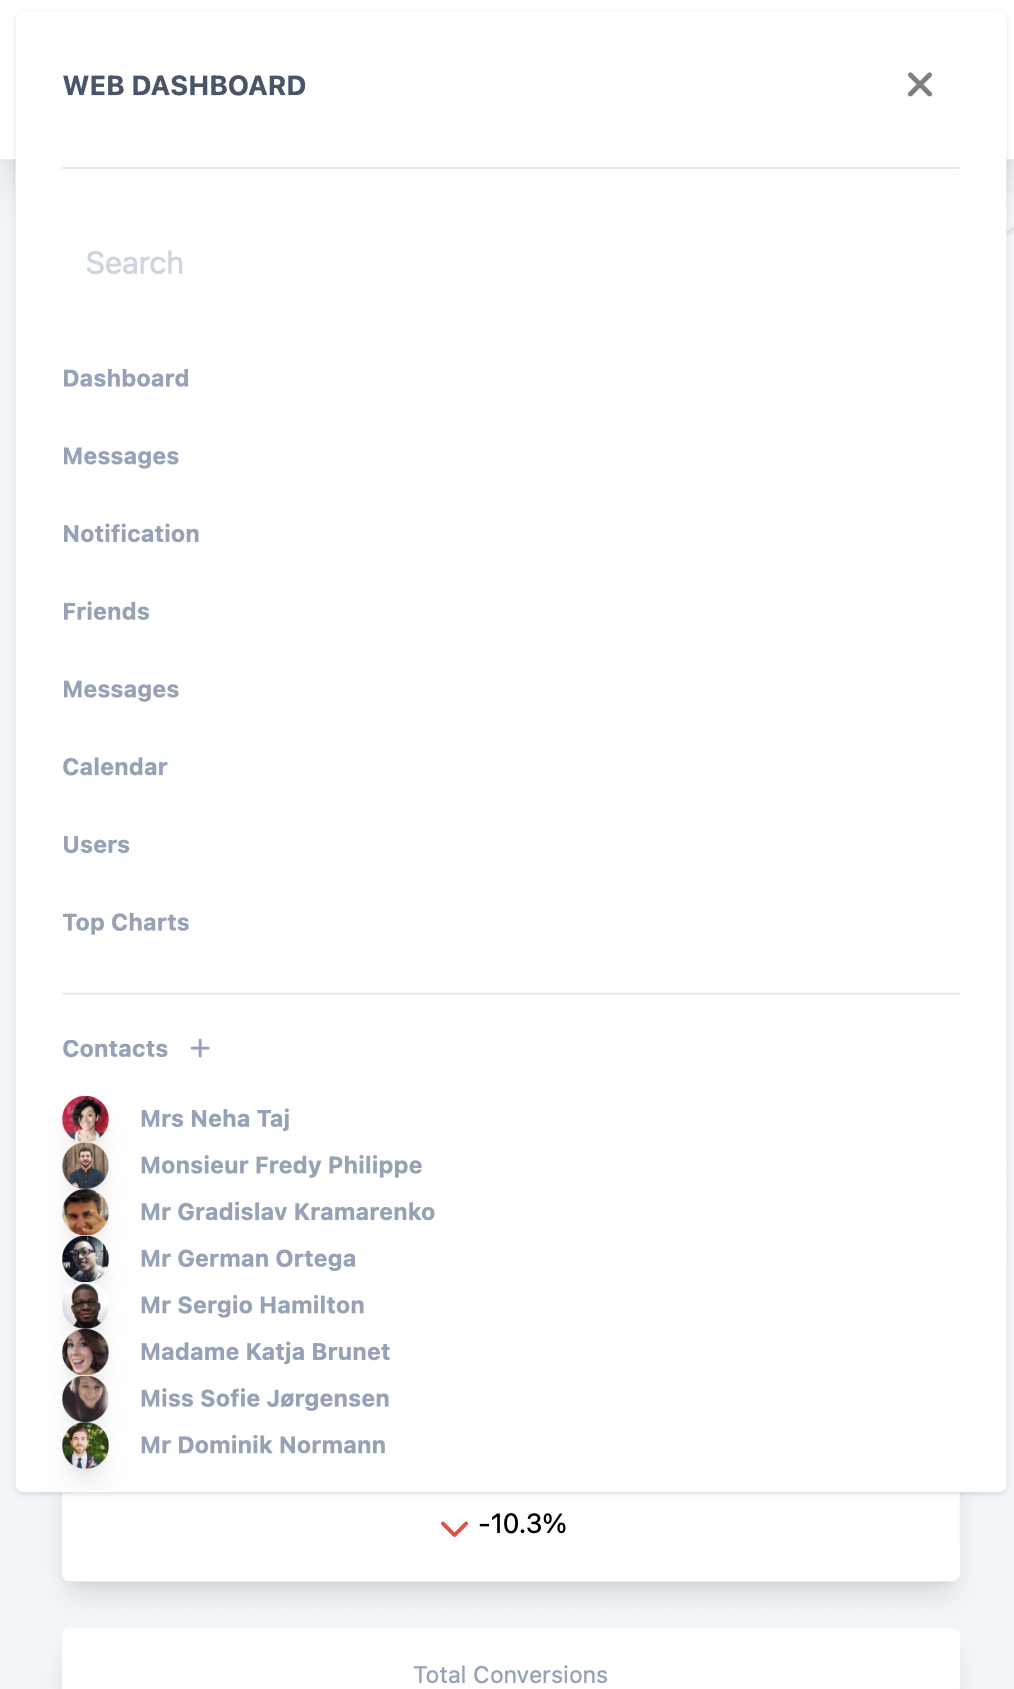 WEB DASHBOARD
Search
Dashboard
Messages
Notification
Friends
Messages
Calendar
Users
Top Charts
Contacts +
Mrs Neha Taj
Monsieur Fredy Philippe
Mr Gradislav Kramarenko
Mr German Ortega
Mr Sergio Hamilton
Madame Katja Brunet
Miss Sofie Jørgensen
Mr Dominik Normann
-10.3%
Total Conversions